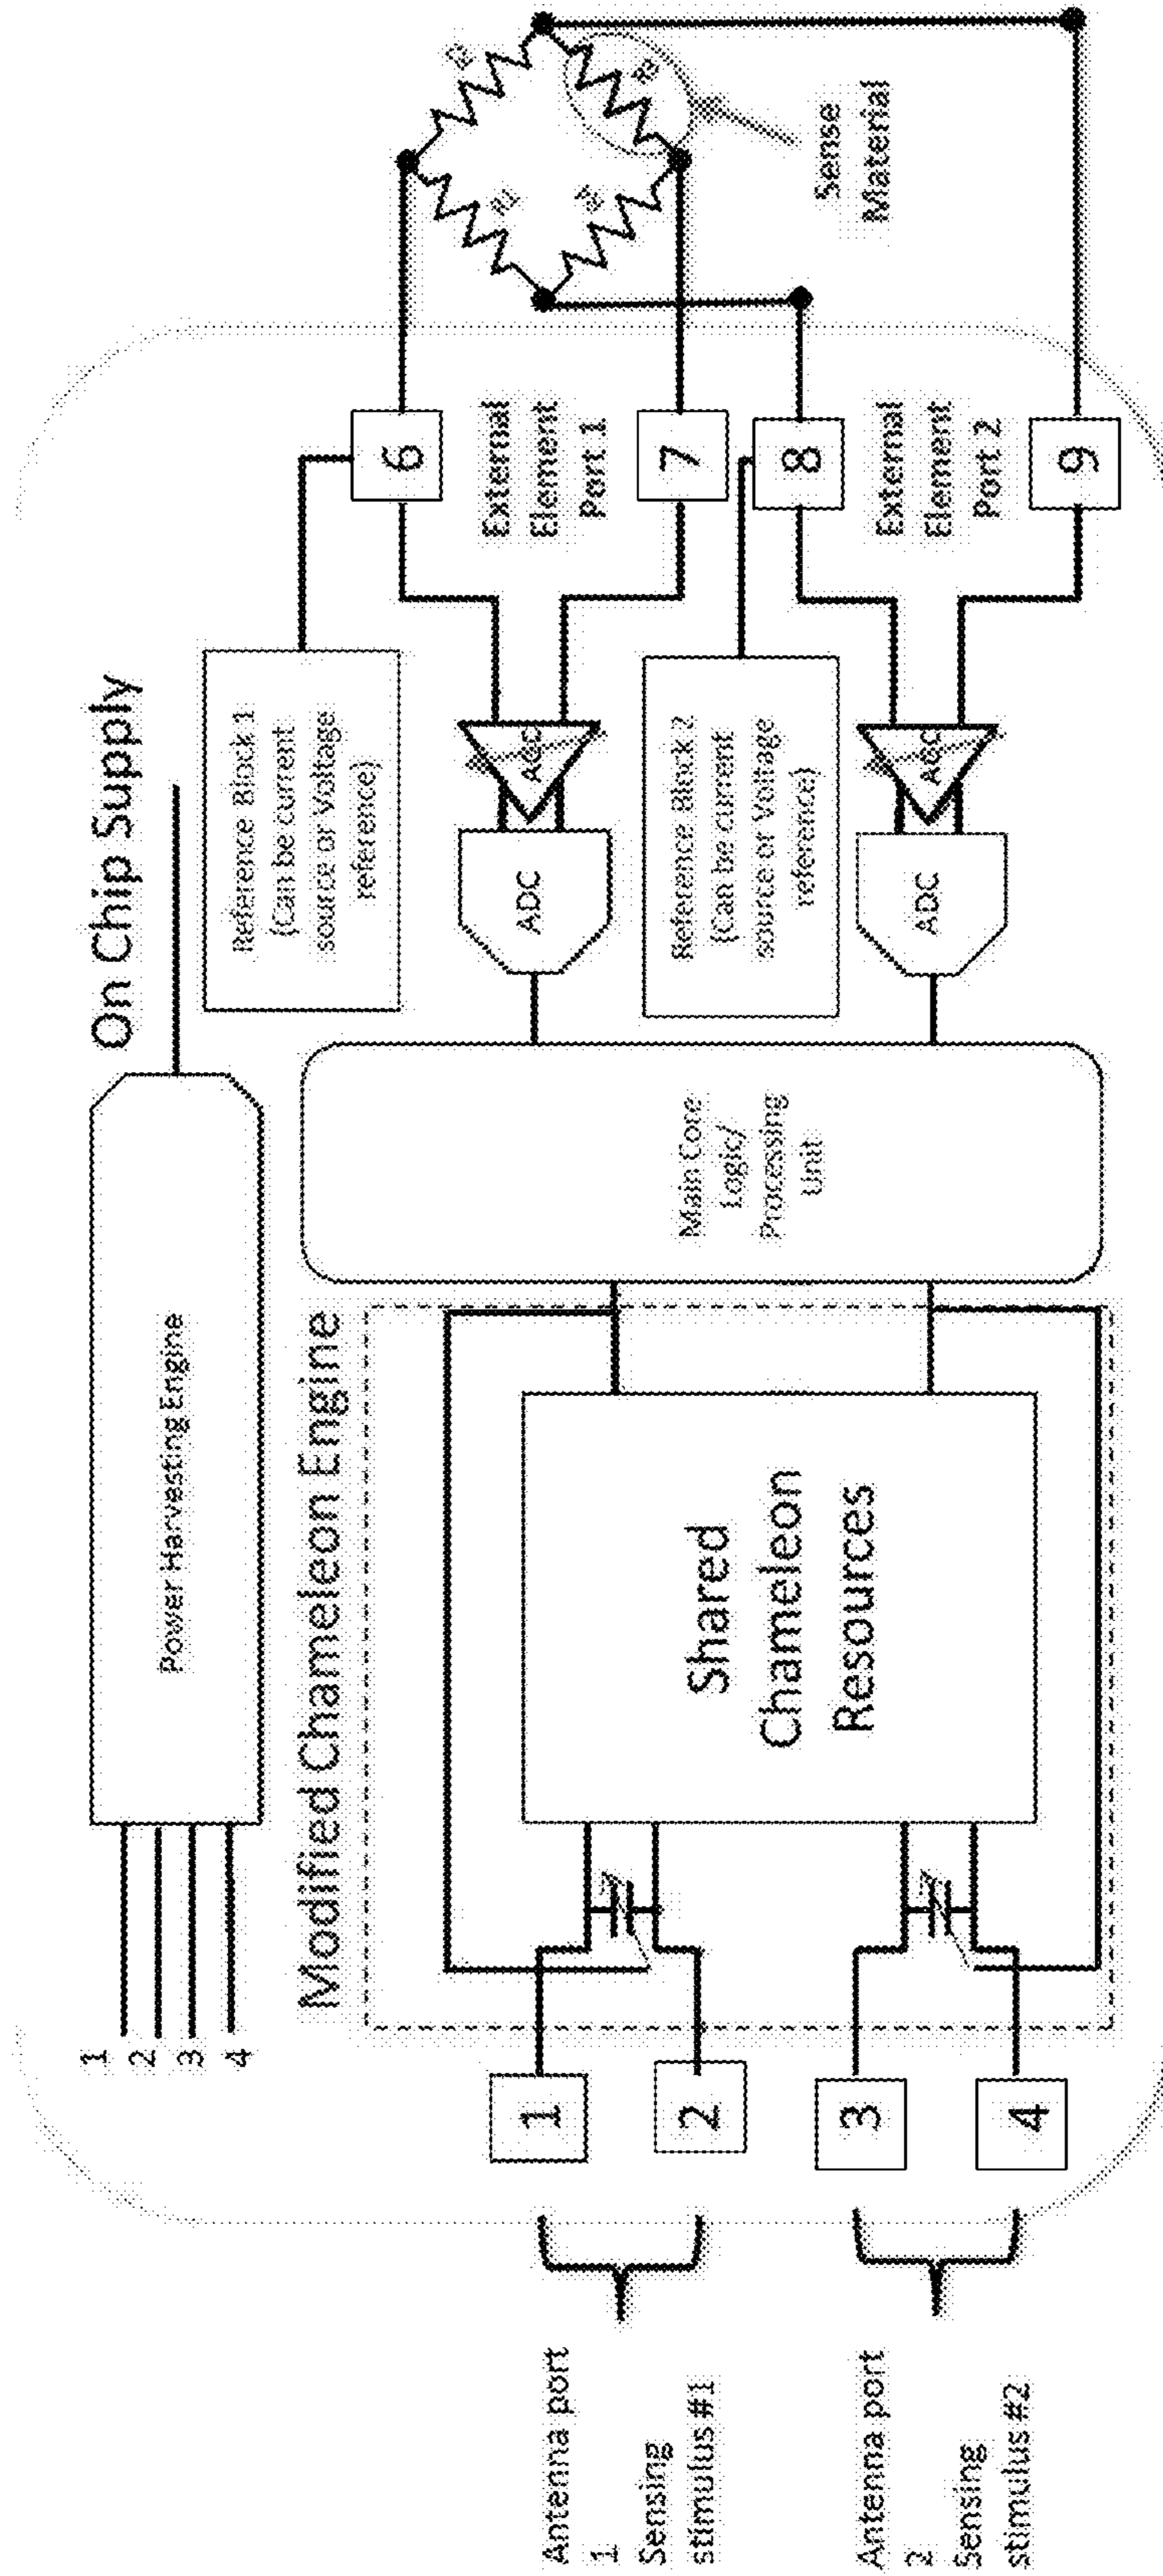 On Chip Supply
1
2
3
4
Power Harvesting Engine
Modified Chameleon Engine
Antenna port
1
Sensing
stimulus #1
Antenna port
2
Sensing
stimulus #2
1
2
3
4
Shared
Chameleon
Resources
Main Core
Logic/
Processing
Unit
Reference Block 1
(Can be current
source or Voltage
reference)
ADC
AGC
Reference Block 2
(Can be current
source or Voltage
reference)
ADC
AGC
6
External
Element
Port 1
7
8
External
Element
Port 2
9
R1
Sense
Material